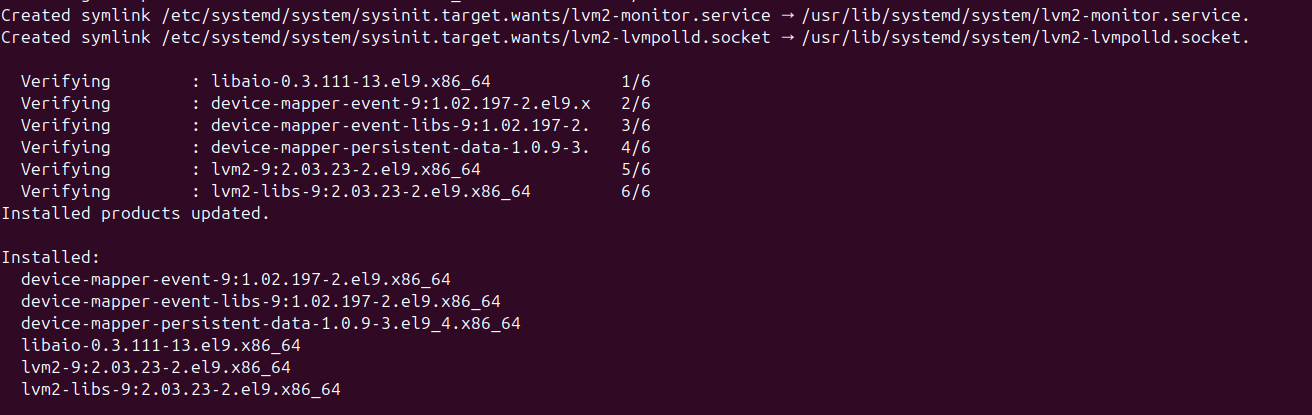 Created symlink /etc/systemd/system/sysinit.target.wants/lvm2-monitor.service → /usr/lib/systemd/system/lvm2-monitor.service.
Created symlink /etc/systemd/system/sysinit.target.wants/lvm2-lvmpolld.socket → /usr/lib/systemd/system/lvm2-lvmpolld.socket.
Verifying : libaio-0.3.111-13.el9.x86_64 1/6
Verifying : device-mapper-event-9:1.02.197-2.el9.x 2/6
Verifying : device-mapper-event-libs-9:1.02.197-2. 3/6
Verifying : device-mapper-persistent-data-1.0.9-3. 4/6
Verifying : lvm2-9:2.03.23-2.el9.x86_64 5/6
Verifying : lvm2-libs-9:2.03.23-2.el9.x86_64 6/6
Installed products updated.
Installed:
device-mapper-event-9:1.02.197-2.el9.x86_64
device-mapper-event-libs-9:1.02.197-2.el9.x86_64
device-mapper-persistent-data-1.0.9-3.el9_4.x86_64
libaio-0.3.111-13.el9.x86_64
lvm2-9:2.03.23-2.el9.x86_64
lvm2-libs-9:2.03.23-2.el9.x86_64